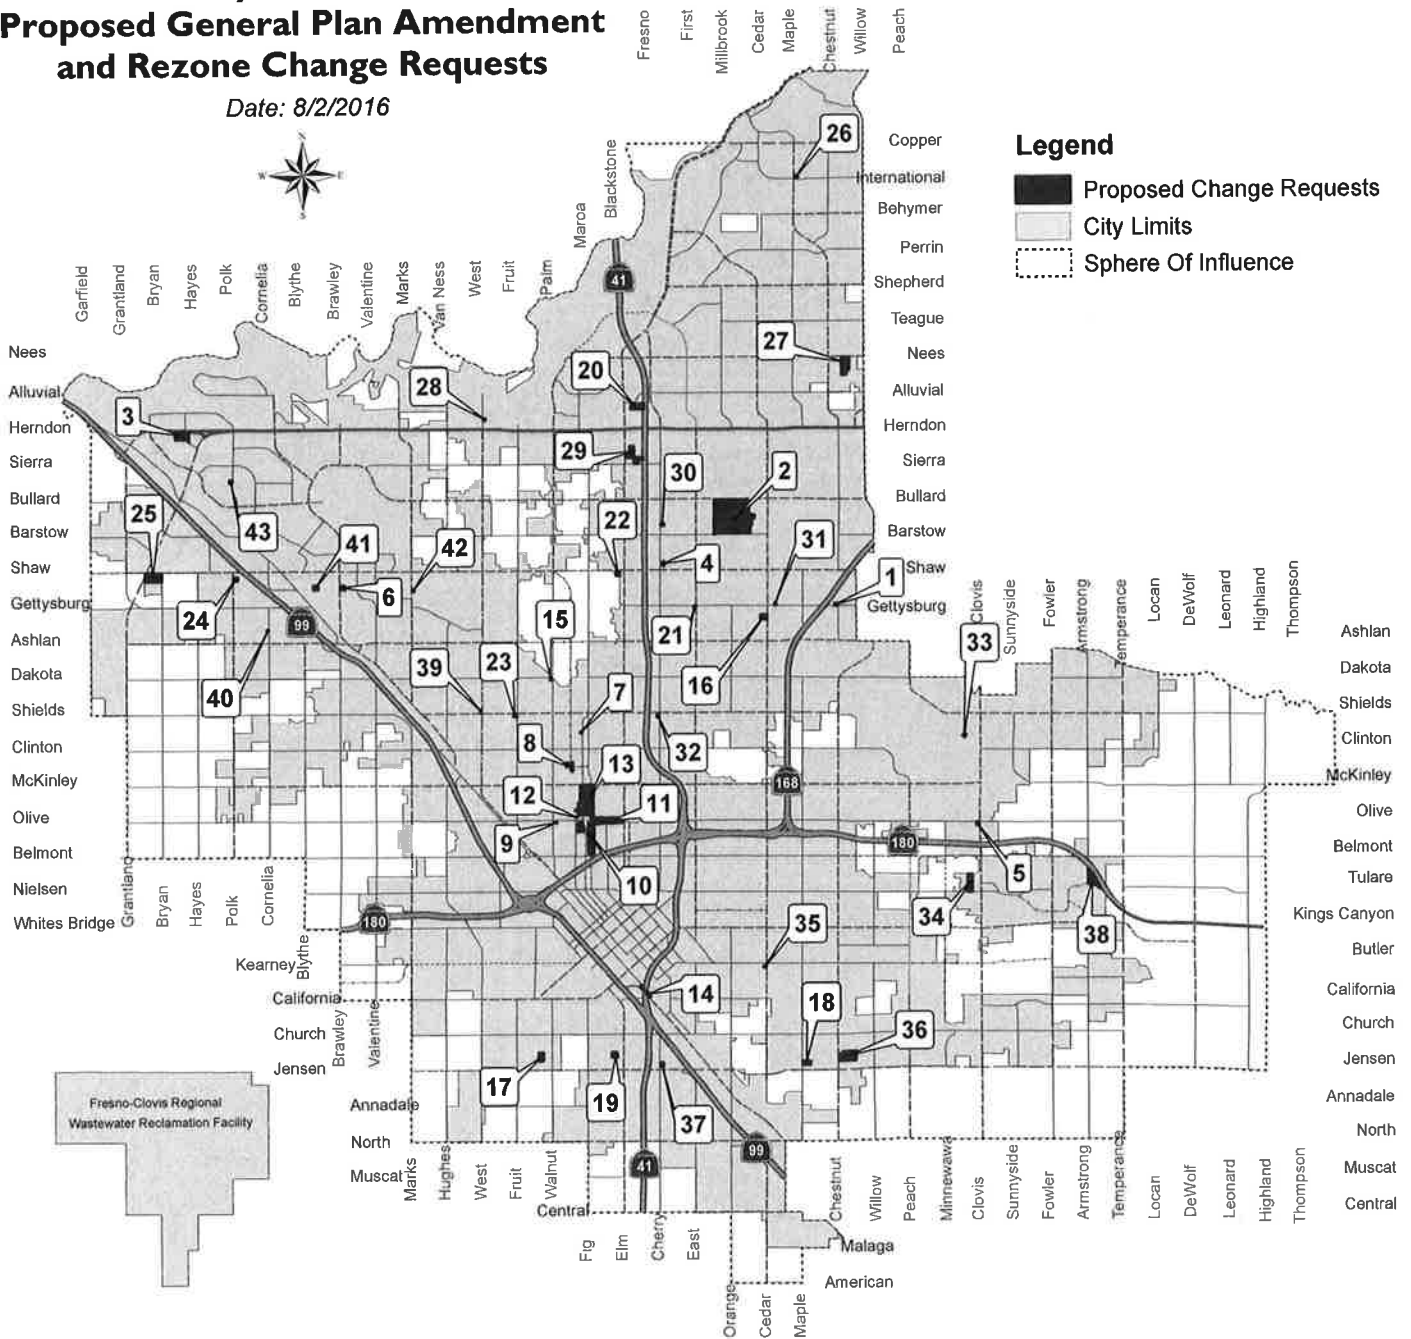 Proposed General Plan Amendment
and Rezone Change Requests
Date: 8/2/2016
N
W
E
S
Fresno
First
Millbrook
Cedar
Maple
Chestnut
Willow
Peach
Legend
Proposed Change Requests
City Limits
Sphere Of Influence
Copper
International
Behymer
Perrin
Shepherd
Teague
Nees
Alluvial
Herndon
Sierra
Bullard
Barstow
Shaw
Gettysburg
Garfield
Grantland
Bryan
Hayes
Polk
Cornelia
Blythe
Brawley
Valentine
Marks
Van Ness
West
Fruit
Palm
Maroa
Blackstone
Nees
Alluvial
Herndon
Sierra
Bullard
Barstow
Shaw
Gettysburg
Ashlan
Dakota
Shields
Clinton
McKinley
Olive
Belmont
Nielsen
Whites Bridge
26
41
27
20
28
3
29
30
2
25
43
41
42
22
4
31
1
24
99
6
15
21
16
33
40
39
23
7
8
13
32
168
12
11
9
10
180
5
34
38
180
35
14
18
36
17
19
37
41
99
Clovis
Sunnyside
Fowler
Armstrong
Temperance
Locan
DeWolf
Leonard
Highland
Thompson
Ashlan
Dakota
Shields
Clinton
McKinley
Olive
Belmont
Tulare
Kings Canyon
Butler
California
Church
Jensen
Annadale
North
Muscat
Central
Grantland
Bryan
Hayes
Polk
Cornelia
Blythe
Kearney
California
Church
Jensen
Brawley
Valentine
Annadale
North
Muscat
Central
Marks
Hughes
West
Fruit
Walnut
Fig
Elm
Cherry
East
Orange
Cedar
Maple
Malaga
American
Chestnut
Willow
Peach
Minnewawa
Clovis
Sunnyside
Fowler
Armstrong
Temperance
Locan
DeWolf
Leonard
Highland
Thompson
Fresno-Clovis Regional
Wastewater Reclamation Facility